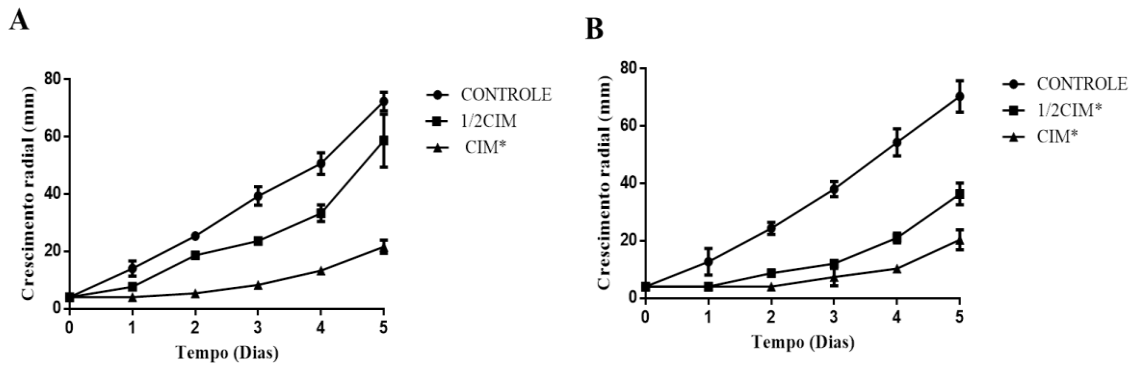 A
Crescimento radial (mm)
80
60
40
20
0
0 1 2 3 4 5
Tempo (Dias)
CONTROLE
1/2CIM
CIM*
B
Crescimento radial (mm)
80
60
40
20
0
0 1 2 3 4 5
Tempo (Dias)
CONTROLE
1/2CIM*
CIM*